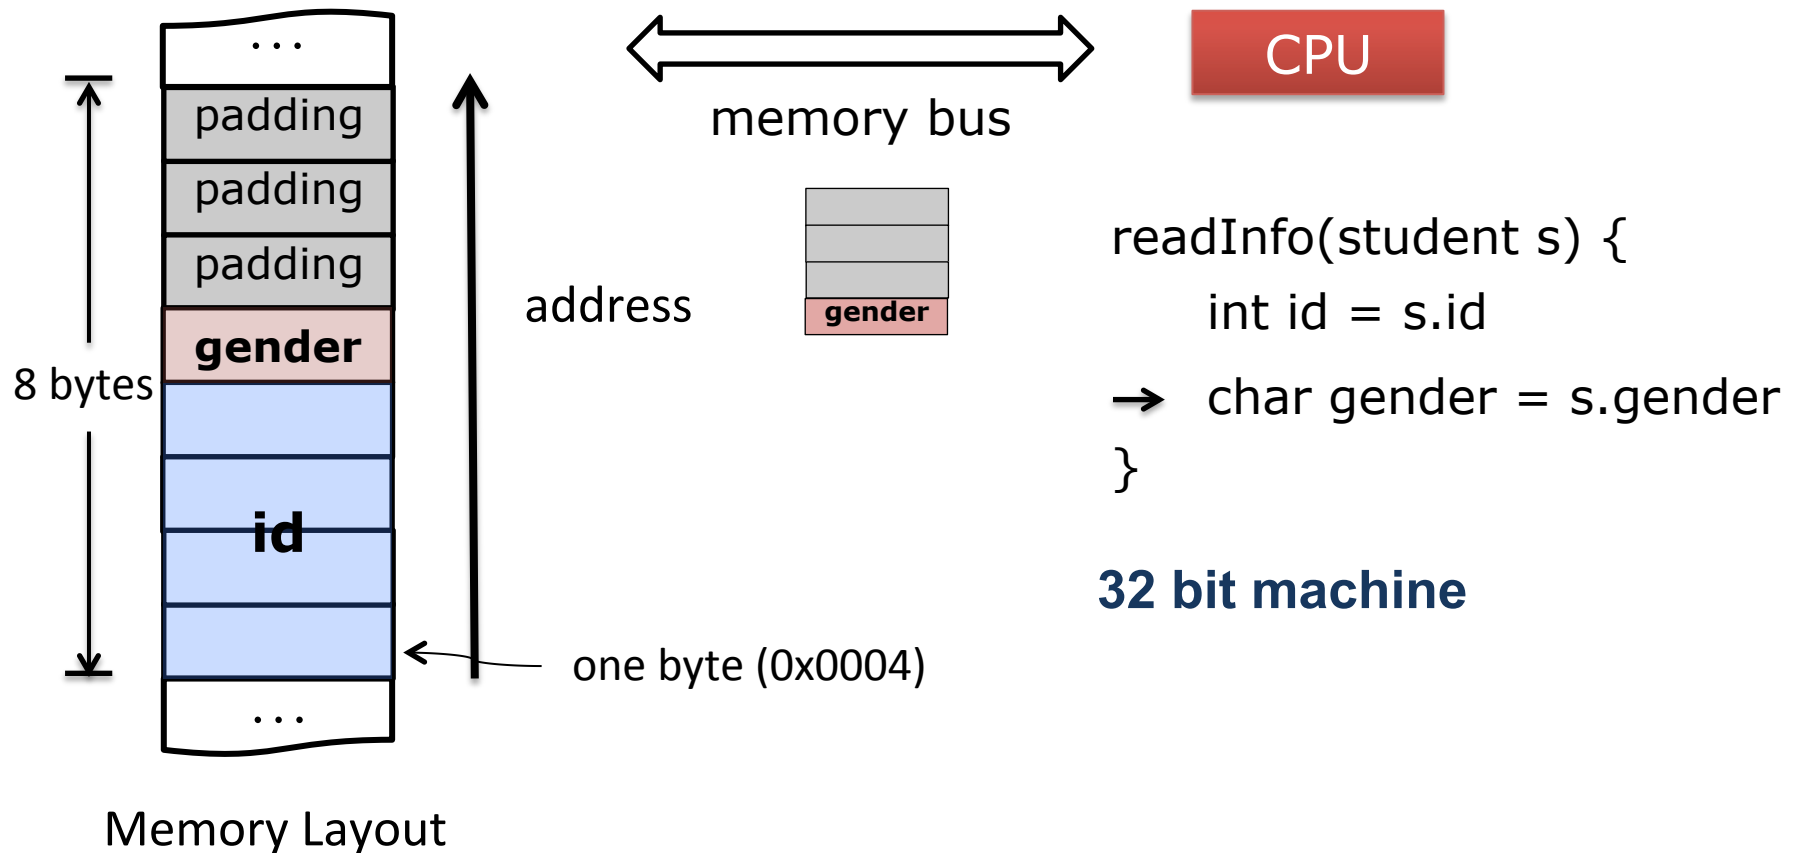 ...
padding
padding
padding
gender
id
...
8 bytes
Memory Layout
address
one byte (0x0004)
memory bus
gender
CPU
readInfo(student s) {
int id = s.id
char gender = s.gender
}
32 bit machine